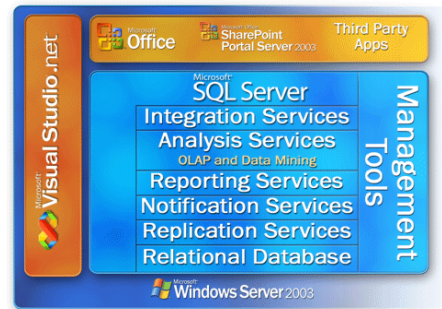 Microsoft
Visual Studio.net
Microsoft
Office
Microsoft Office
SharePoint
Portal Server 2003
Third Party
Apps
Microsoft
SQL Server
Integration Services
Analysis Services
OLAP and Data Mining
Reporting Services
Notification Services
Replication Services
Relational Database
Management
Tools
Microsoft
Windows Server 2003